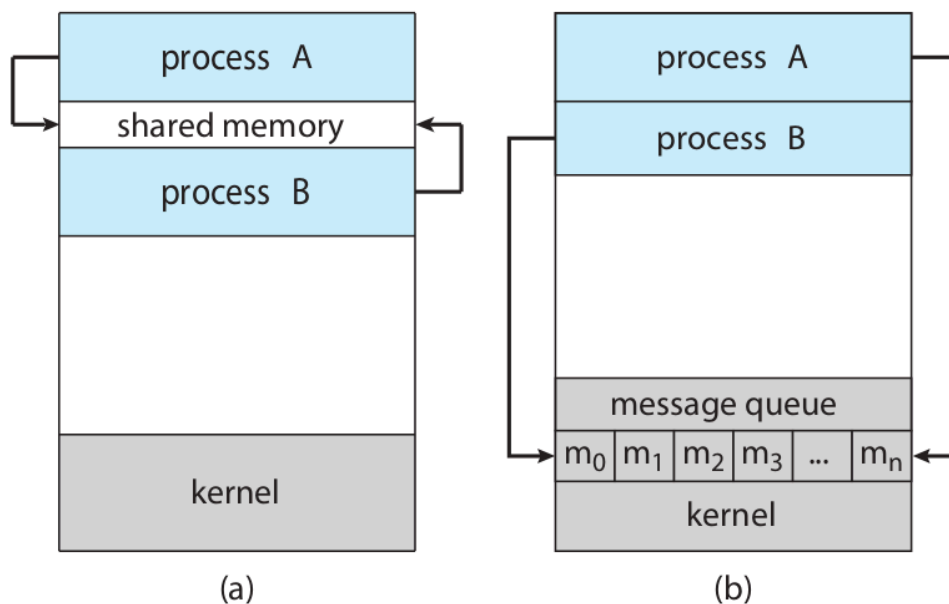 process A
shared memory
process B
kernel
(a)
process A
process B
message queue
m₀ m₁ m₂ m₃ ... mₙ
kernel
(b)